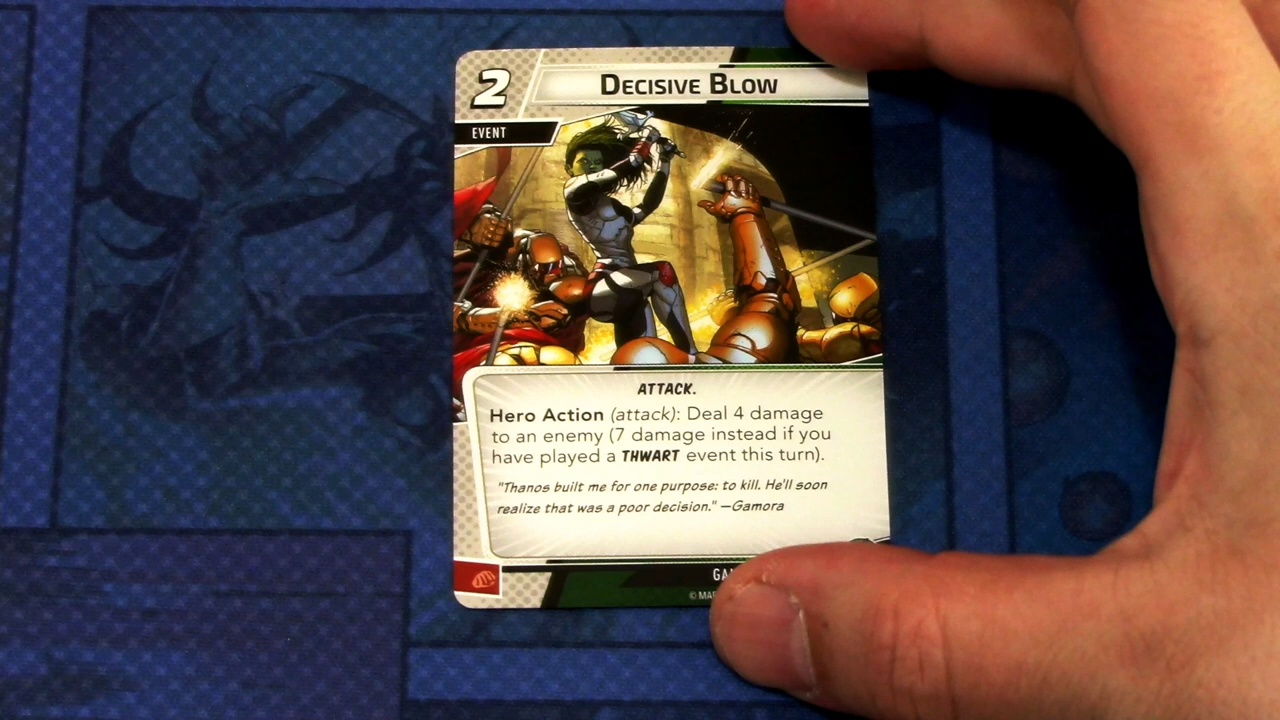 2
DECISIVE BLOW
EVENT
ATTACK.
Hero Action (attack): Deal 4 damage
to an enemy (7 damage instead if you
have played a THWART event this turn).
"Thanos built me for one purpose: to kill. He'll soon
realize that was a poor decision." —Gamora
©